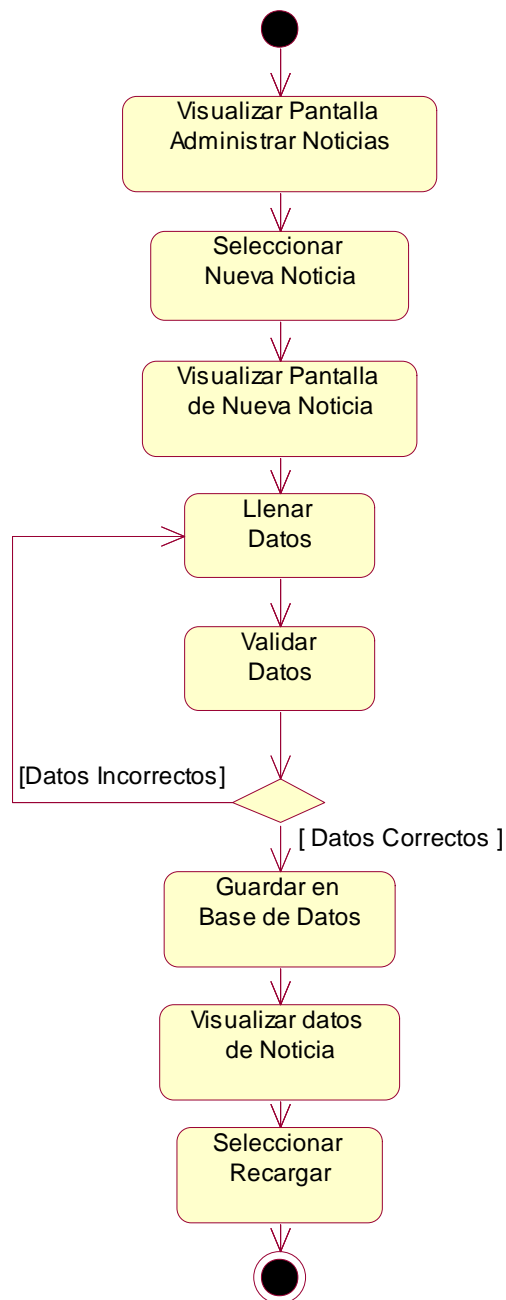 Visualizar Pantalla
Administrar Noticias
Seleccionar
Nueva Noticia
Visualizar Pantalla
de Nueva Noticia
Llenar
Datos
Validar
Datos
[Datos Incorrectos]
[ Datos Correctos ]
Guardar en
Base de Datos
Visualizar datos
de Noticia
Seleccionar
Recargar